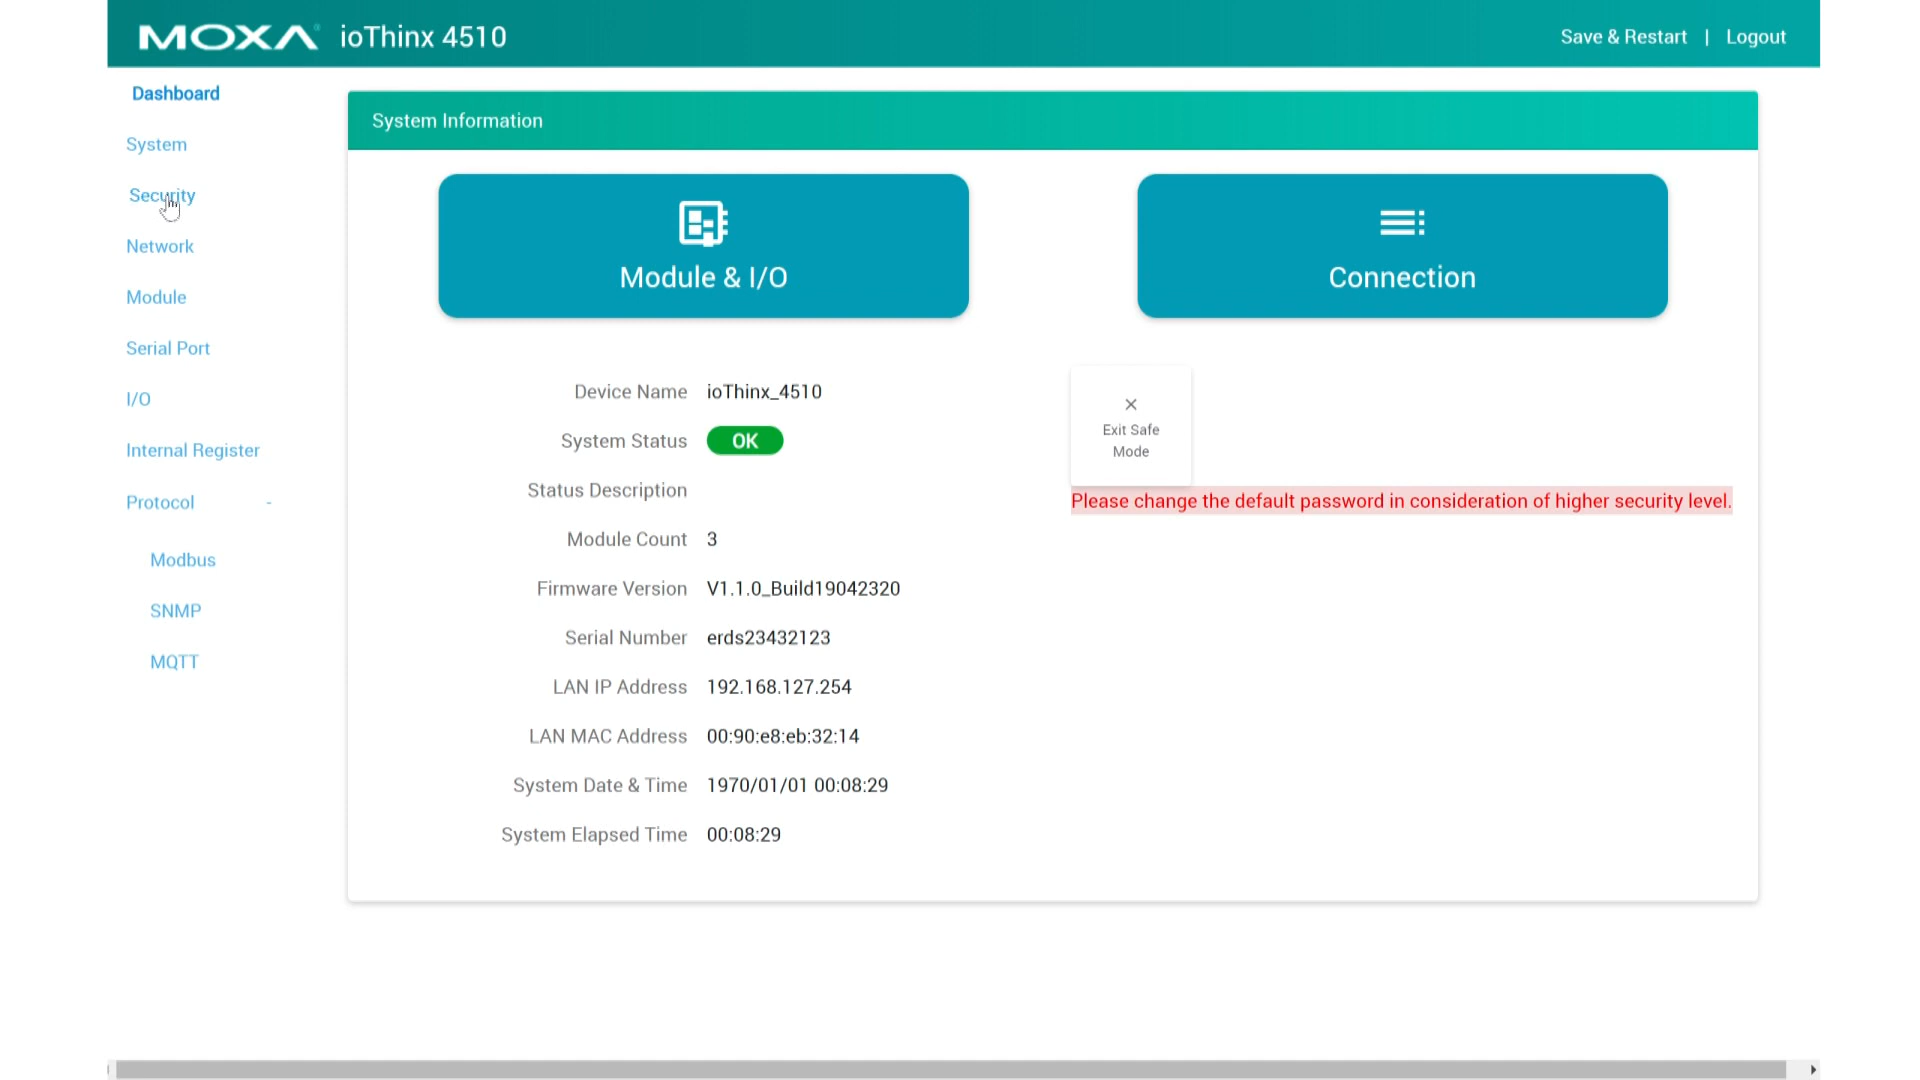 MOXA® ioThinx 4510
Save & Restart | Logout
Dashboard
System
Security
Network
Module
Serial Port
I/O
Internal Register
Protocol -
Modbus
SNMP
MQTT
System Information
Module & I/O
Connection
Device Name ioThinx_4510
System Status OK
Status Description
Module Count 3
Firmware Version V1.1.0_Build19042320
Serial Number erds23432123
LAN IP Address 192.168.127.254
LAN MAC Address 00:90:e8:eb:32:14
System Date & Time 1970/01/01 00:08:29
System Elapsed Time 00:08:29
Exit Safe
Mode
Please change the default password in consideration of higher security level.